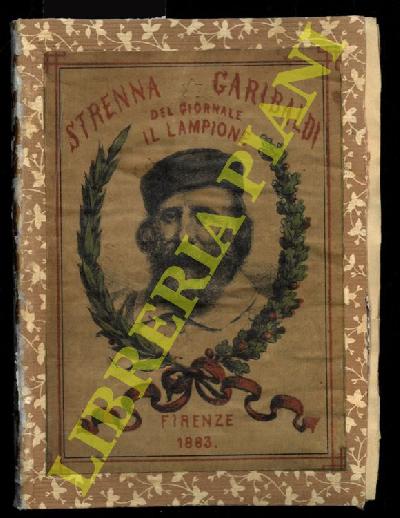 STRENNA GARIBALDI
DEL GIORNALE
IL LAMPIONE
FIRENZE
1883.
LIBRERIA PIANI